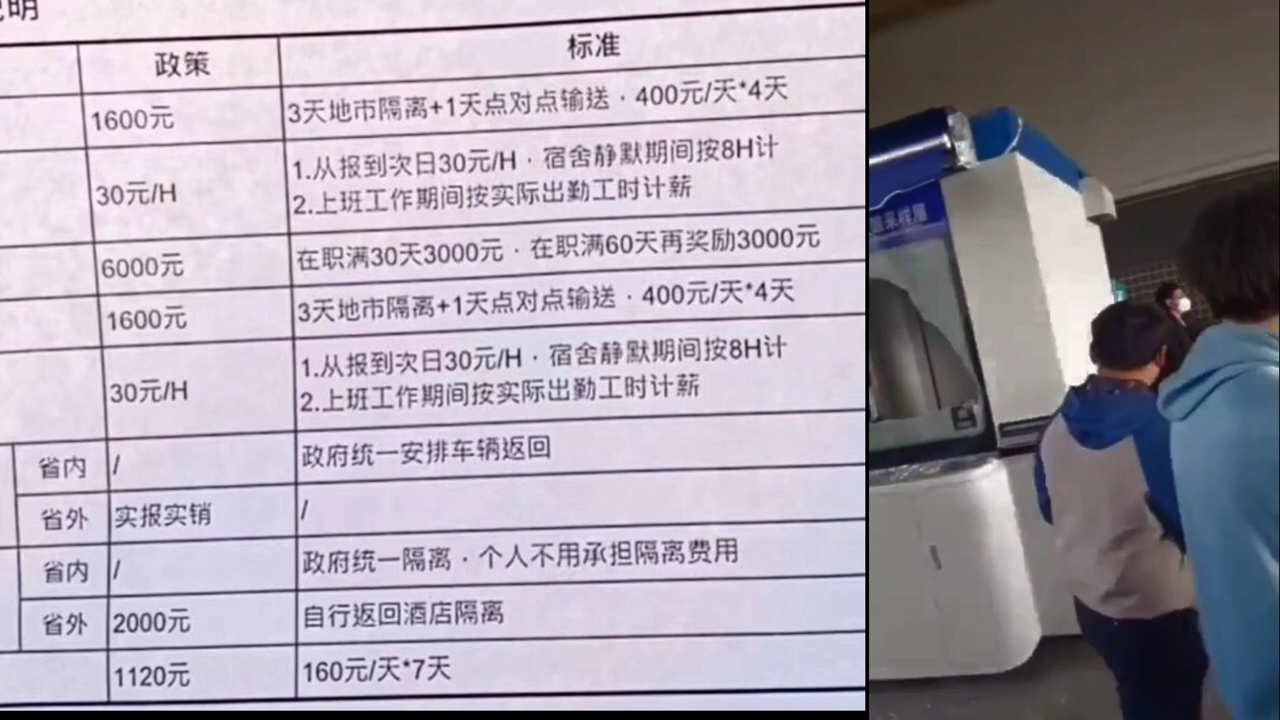 明
政策
标准
1600元
3天地市隔离+1天点对点输送·400元/天*4天
30元/H
1.从报到次日30元/H·宿舍静默期间按8H计
2.上班工作期间按实际出勤工时计薪
6000元
在职满30天3000元·在职满60天再奖励3000元
1600元
3天地市隔离+1天点对点输送·400元/天*4天
30元/H
1.从报到次日30元/H·宿舍静默期间按8H计
2.上班工作期间按实际出勤工时计薪
省内
/
政府统一安排车辆返回
省外
实报实销
/
省内
/
政府统一隔离·个人不用承担隔离费用
省外
2000元
自行返回酒店隔离
1120元
160元/天*7天
采样屋